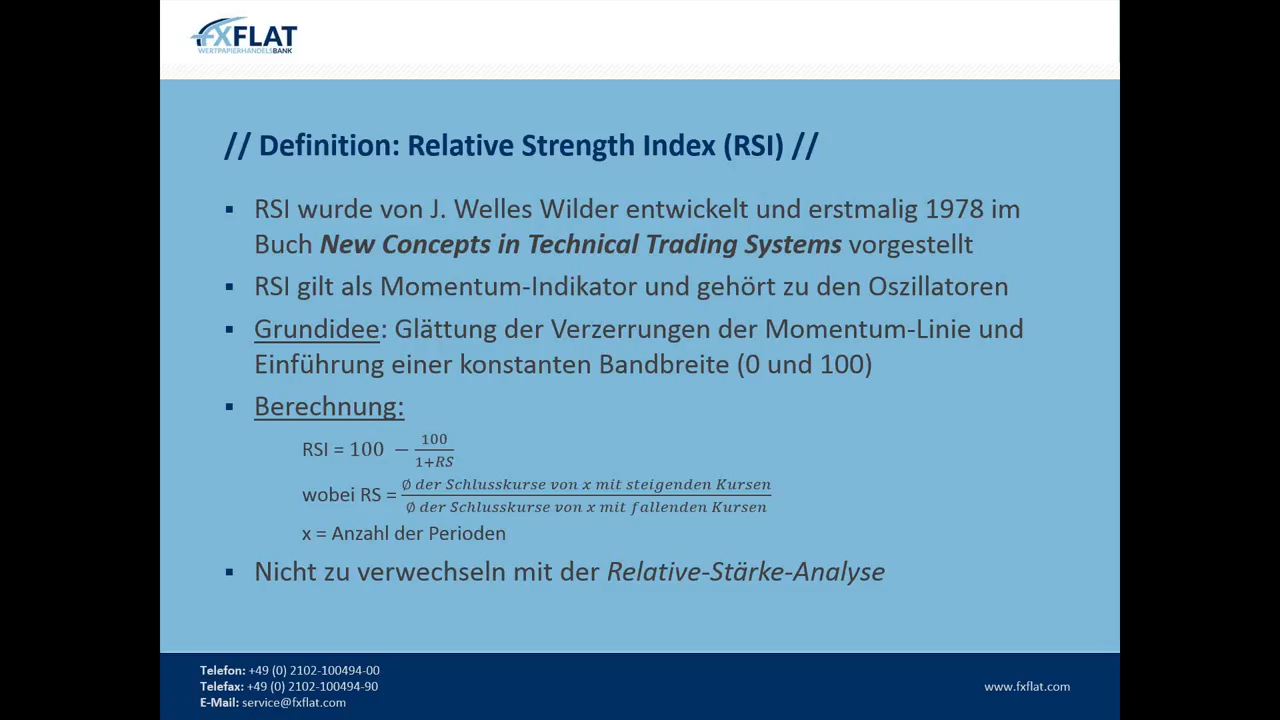 FXFLAT
WERTPAPIERHANDELSBANK
// Definition: Relative Strength Index (RSI) //
▪ RSI wurde von J. Welles Wilder entwickelt und erstmalig 1978 im
Buch New Concepts in Technical Trading Systems vorgestellt
▪ RSI gilt als Momentum-Indikator und gehört zu den Oszillatoren
▪ Grundidee: Glättung der Verzerrungen der Momentum-Linie und
Einführung einer konstanten Bandbreite (0 und 100)
▪ Berechnung:
RSI = 100 − 100/1+RS
wobei RS = Ø der Schlusskurse von x mit steigenden Kursen
Ø der Schlusskurse von x mit fallenden Kursen
x = Anzahl der Perioden
▪ Nicht zu verwechseln mit der Relative-Stärke-Analyse
Telefon: +49 (0) 2102-100494-00
Telefax: +49 (0) 2102-100494-90
E-Mail: service@fxflat.com
www.fxflat.com